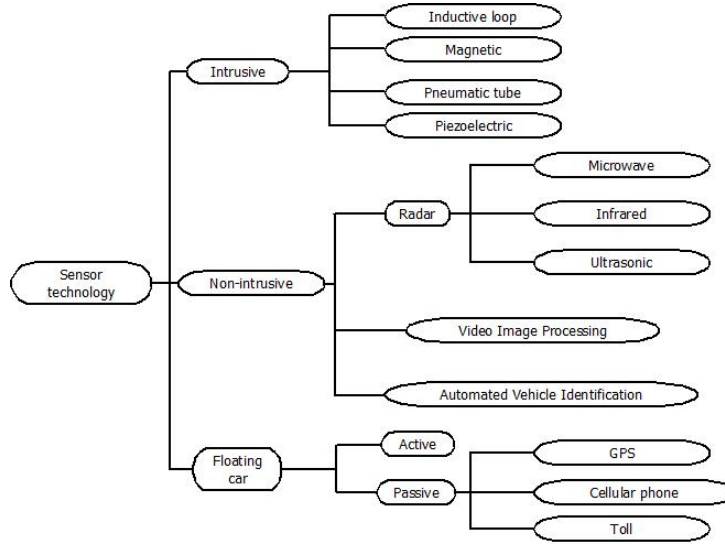 Inductive loop
Magnetic
Intrusive
Pneumatic tube
Piezoelectric
Microwave
Radar
Infrared
Ultrasonic
Sensor
technology
Non-intrusive
Video Image Processing
Automated Vehicle Identification
Active
Floating
car
GPS
Passive
Cellular phone
Toll